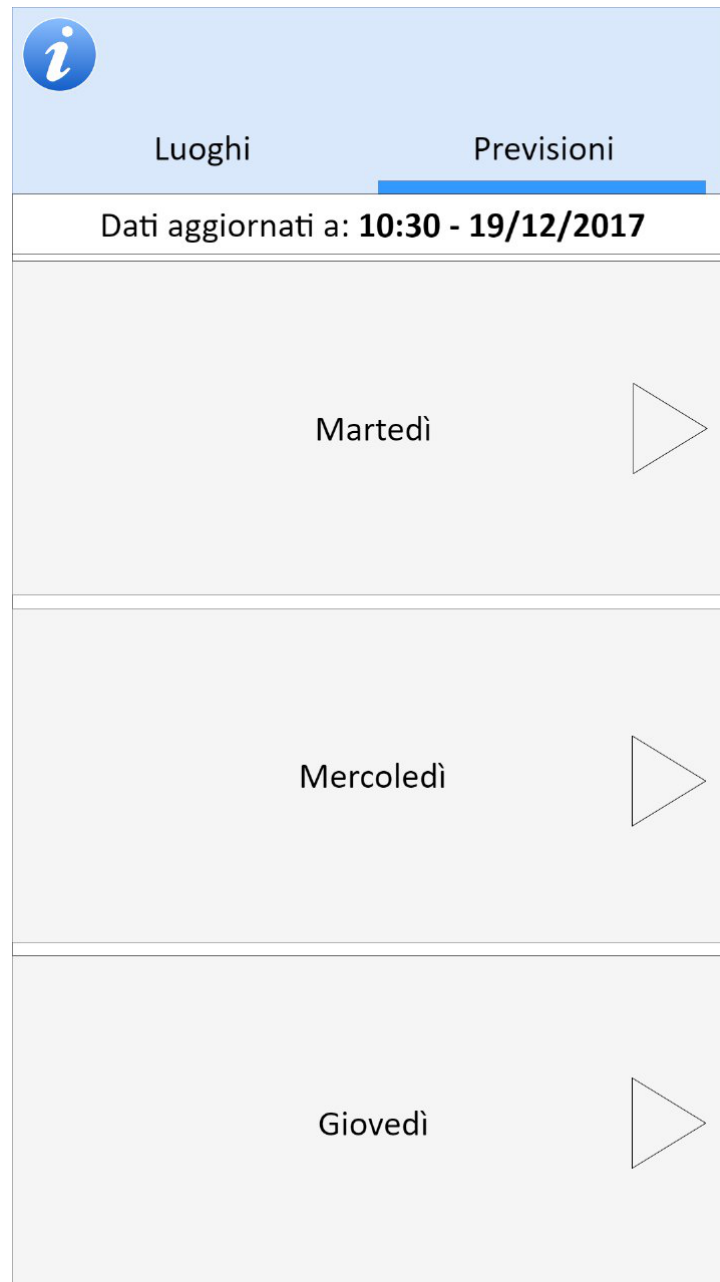 i
Luoghi Previsioni
Dati aggiornati a: 10:30 - 19/12/2017
Martedì
Mercoledì
Giovedì